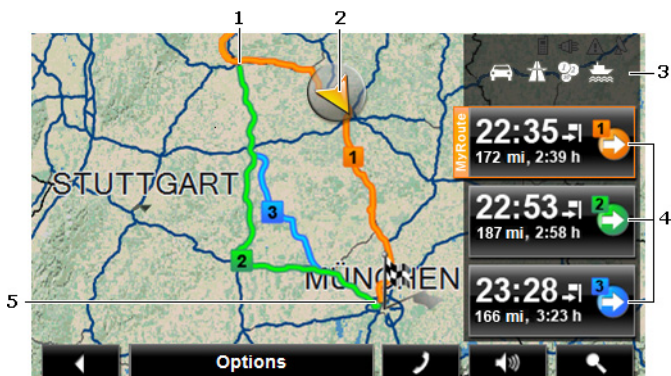 1
2
3
4
5
STUTTGART
MÜNCHEN
1
2
3
MyRoute
22:35
1
172 mi, 2:39 h
22:53
2
187 mi, 2:58 h
23:28
3
166 mi, 3:23 h
Options